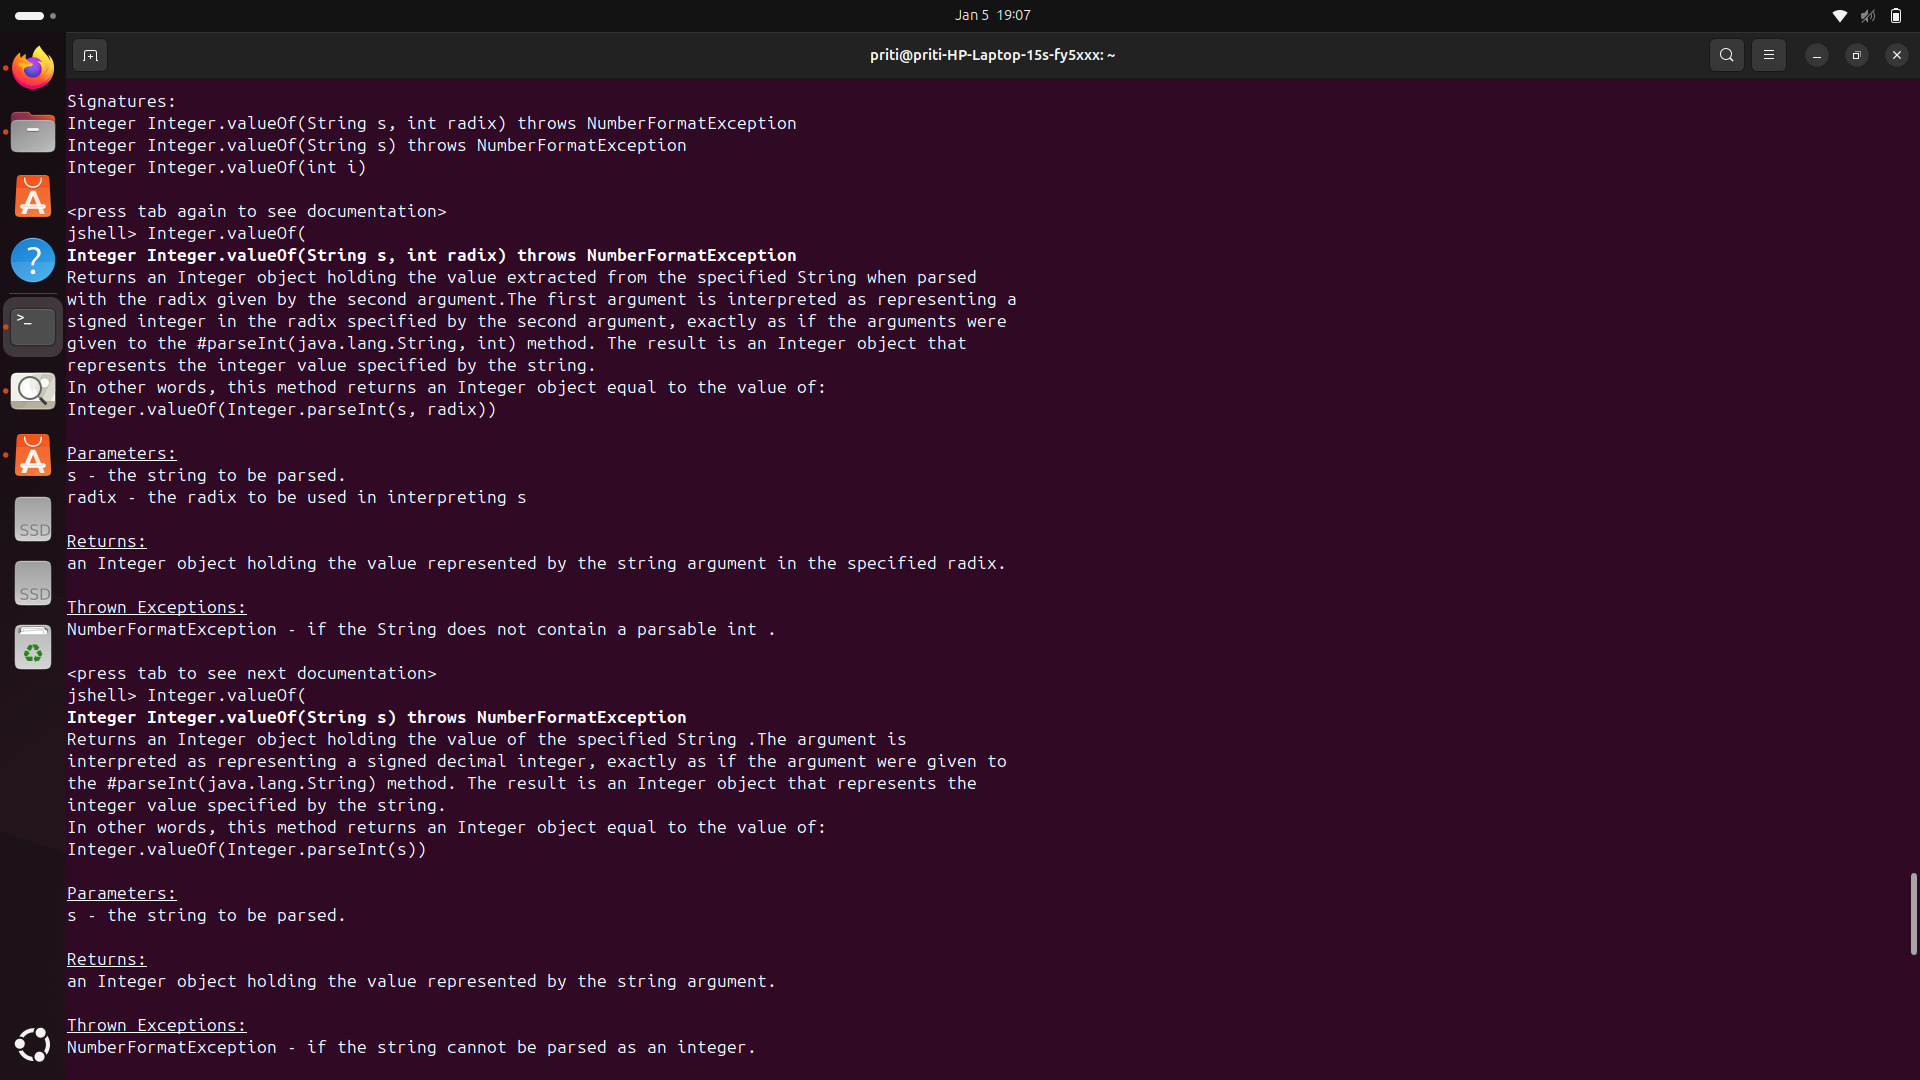 Jan 5 19:07
priti@priti-HP-Laptop-15s-fy5xxx: ~
Signatures:
Integer Integer.valueOf(String s, int radix) throws NumberFormatException
Integer Integer.valueOf(String s) throws NumberFormatException
Integer Integer.valueOf(int i)
<press tab again to see documentation>
jshell> Integer.valueOf(
Integer Integer.valueOf(String s, int radix) throws NumberFormatException
Returns an Integer object holding the value extracted from the specified String when parsed
with the radix given by the second argument.The first argument is interpreted as representing a
signed integer in the radix specified by the second argument, exactly as if the arguments were
given to the #parseInt(java.lang.String, int) method. The result is an Integer object that
represents the integer value specified by the string.
In other words, this method returns an Integer object equal to the value of:
Integer.valueOf(Integer.parseInt(s, radix))
Parameters:
s - the string to be parsed.
radix - the radix to be used in interpreting s
Returns:
an Integer object holding the value represented by the string argument in the specified radix.
Thrown Exceptions:
NumberFormatException - if the String does not contain a parsable int .
<press tab to see next documentation>
jshell> Integer.valueOf(
Integer Integer.valueOf(String s) throws NumberFormatException
Returns an Integer object holding the value of the specified String .The argument is
interpreted as representing a signed decimal integer, exactly as if the argument were given to
the #parseInt(java.lang.String) method. The result is an Integer object that represents the
integer value specified by the string.
In other words, this method returns an Integer object equal to the value of:
Integer.valueOf(Integer.parseInt(s))
Parameters:
s - the string to be parsed.
Returns:
an Integer object holding the value represented by the string argument.
Thrown Exceptions:
NumberFormatException - if the string cannot be parsed as an integer.
SSD
SSD